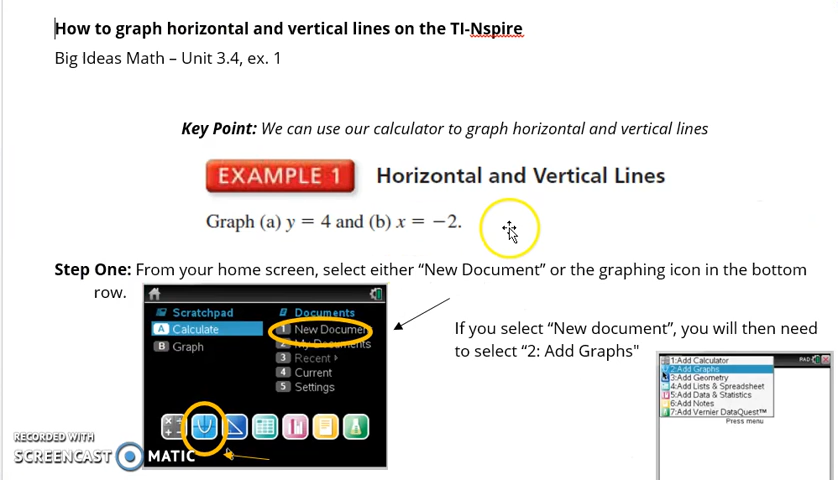 How to graph horizontal and vertical lines on the TI-Nspire
Big Ideas Math – Unit 3.4, ex. 1
Key Point: We can use our calculator to graph horizontal and vertical lines
EXAMPLE 1 Horizontal and Vertical Lines
Graph (a) y = 4 and (b) x = −2.
Step One: From your home screen, select either “New Document” or the graphing icon in the bottom
row.
Scratchpad
A Calculate
B Graph
Documents
1 New Documen
2 My Documents
3 Recent
4 Current
5 Settings
If you select “New document”, you will then need
to select “2: Add Graphs"
1:Add Calculator
2:Add Graphs
3:Add Geometry
4:Add Lists & Spreadsheet
5:Add Data & Statistics
6:Add Notes
7:Add Vernier DataQuest™
Press menu
RAD
RECORDED WITH
SCREENCAST MATIC